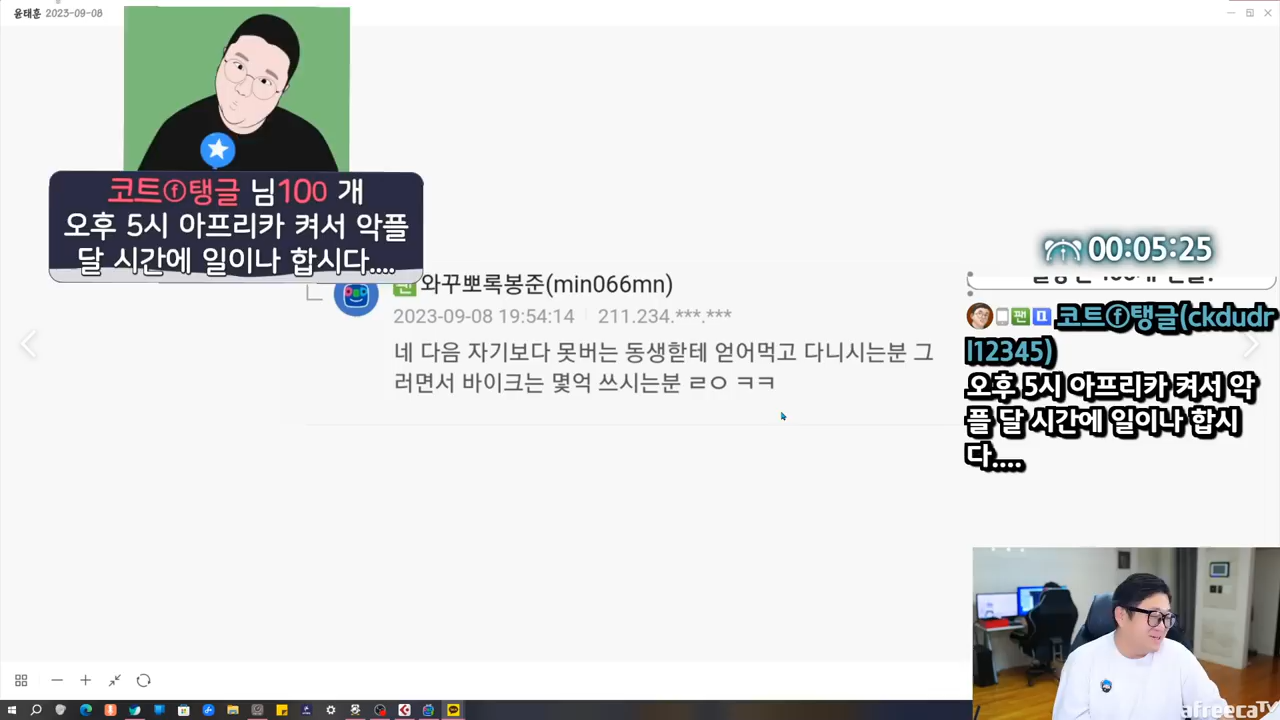 윤태훈 2023-09-08
코트ⓕ탱글 님100 개
오후 5시 아프리카 켜서 악플
달 시간에 일이나 합시다....
00:05:25
팬 와꾸뽀록봉준(min066mn)
2023-09-08 19:54:14 211.234.***.***
네 다음 자기보다 못버는 동생핟테 얻어먹고 다니시는분 그
러면서 바이크는 몇억 쓰시는분 ㄹㅇ ㅋㅋ
팬 코트ⓕ탱글(ckdudr
l12345)
오후 5시 아프리카 켜서 악
플 달 시간에 일이나 합시
다....
afreecaTV